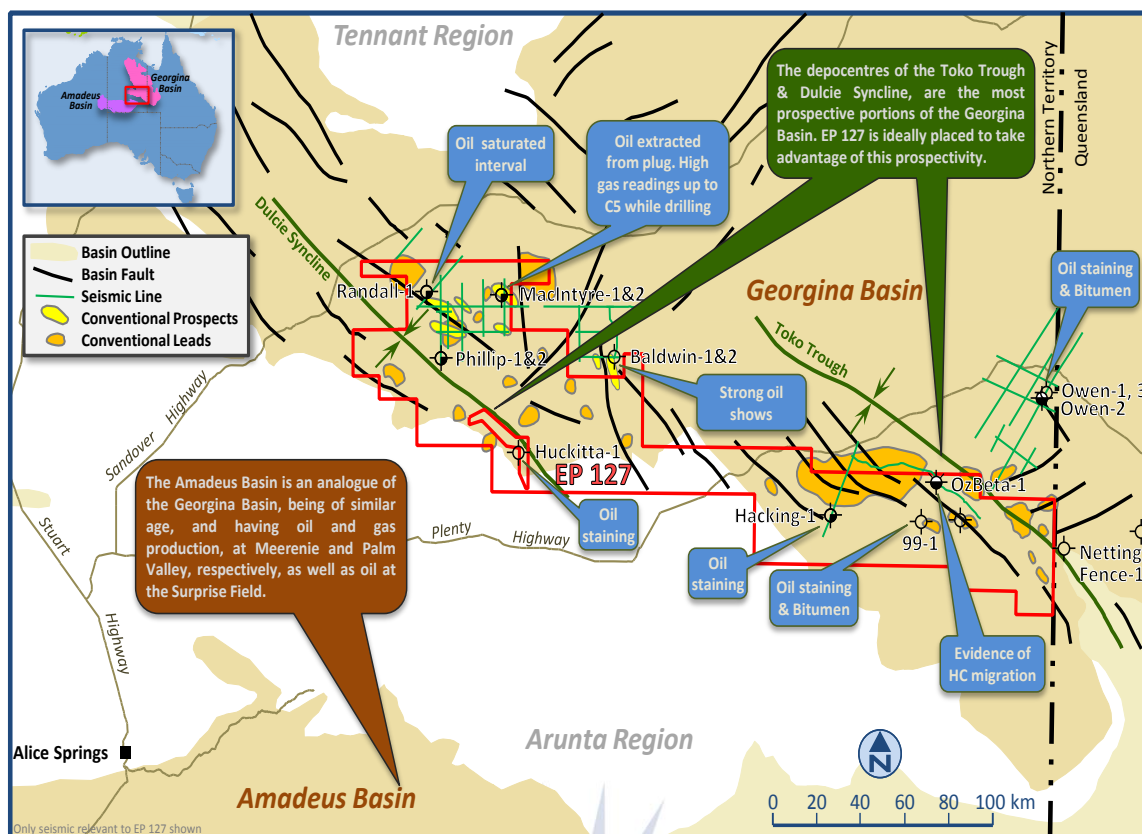 Tennant Region
Georgina
Basin
Amadeus
Basin
The depocentres of the Toko Trough
& Dulcie Syncline, are the most
prospective portions of the Georgina
Basin. EP 127 is ideally placed to take
advantage of this prospectivity.
Northern Territory
Queensland
Oil saturated
interval
Oil extracted
from plug. High
gas readings up to
C5 while drilling
Dulcie Syncline
Basin Outline
Basin Fault
Seismic Line
Conventional Prospects
Conventional Leads
Randall-1
MacIntyre-1&2
Georgina Basin
Oil staining
& Bitumen
Toko Trough
Phillip-1&2
Baldwin-1&2
Strong oil
shows
Owen-1, 3
Owen-2
Sandover Highway
Huckitta-1
EP 127
OzBeta-1
Hacking-1
99-1
Netting
Fence-1
The Amadeus Basin is an analogue of
the Georgina Basin, being of similar
age, and having oil and gas
production, at Meerenie and Palm
Valley, respectively, as well as oil at
the Surprise Field.
Oil
staining
Plenty Highway
Stuart Highway
Oil
staining
Oil staining
& Bitumen
Evidence of
HC migration
Arunta Region
Alice Springs
N
Amadeus Basin
0 20 40 60 80 100 km
Only seismic relevant to EP 127 shown